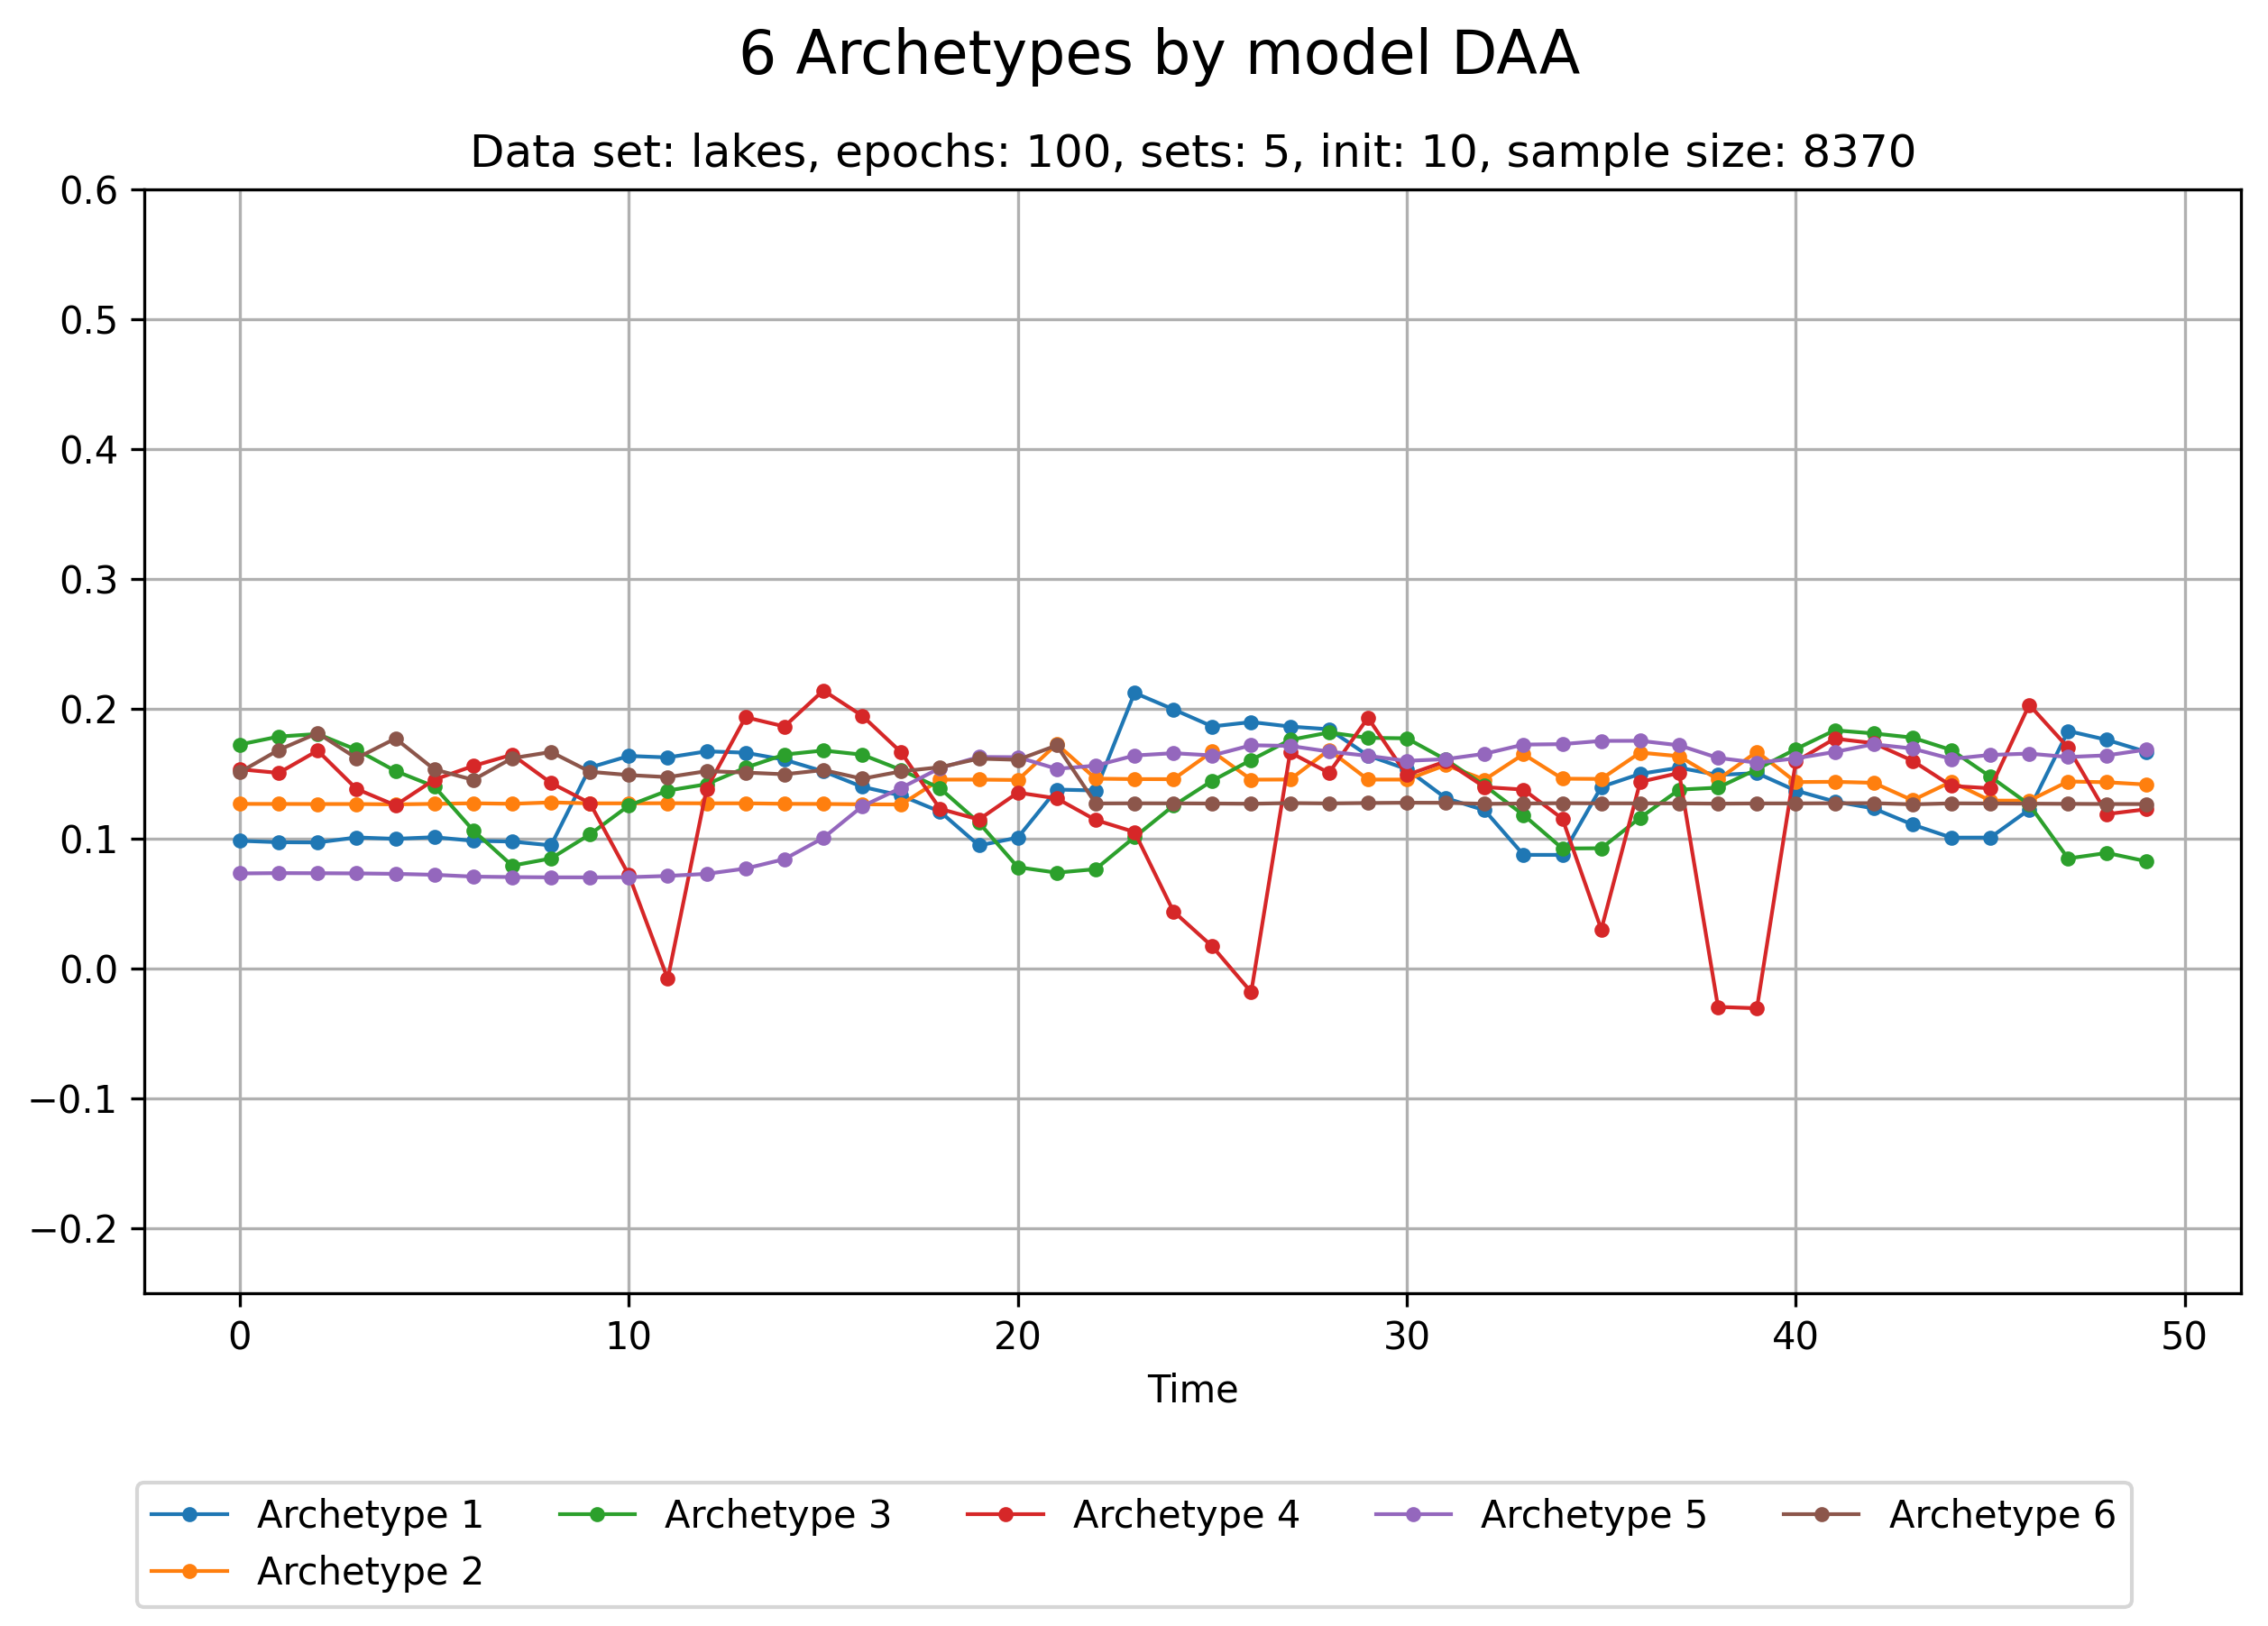 6 Archetypes by model DAA
Data set: lakes, epochs: 100, sets: 5, init: 10, sample size: 8370
0.6
0.5
0.4
0.3
0.2
0.1
0.0
−0.1
−0.2
0 10 20 30 40 50
Time
Archetype 1 Archetype 3 Archetype 4 Archetype 5 Archetype 6
Archetype 2